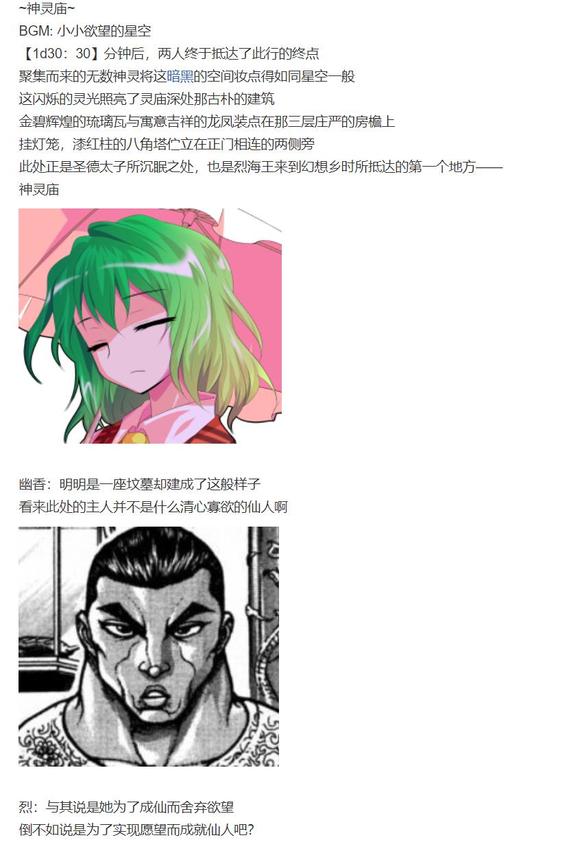 ~神灵庙~
BGM: 小小欲望的星空
【1d30：30】分钟后，两人终于抵达了此行的终点
聚集而来的无数神灵将这暗黑的空间妆点得如同星空一般
这闪烁的灵光照亮了灵庙深处那古朴的建筑
金碧辉煌的琉璃瓦与寓意吉祥的龙凤装点在那三层庄严的房檐上
挂灯笼，漆红柱的八角塔伫立在正门相连的两侧旁
此处正是圣德太子所沉眠之处，也是烈海王来到幻想乡时所抵达的第一个地方——
神灵庙
幽香：明明是一座坟墓却建成了这般样子
看来此处的主人并不是什么清心寡欲的仙人啊
烈：与其说是她为了成仙而舍弃欲望
倒不如说是为了实现愿望而成就仙人吧？